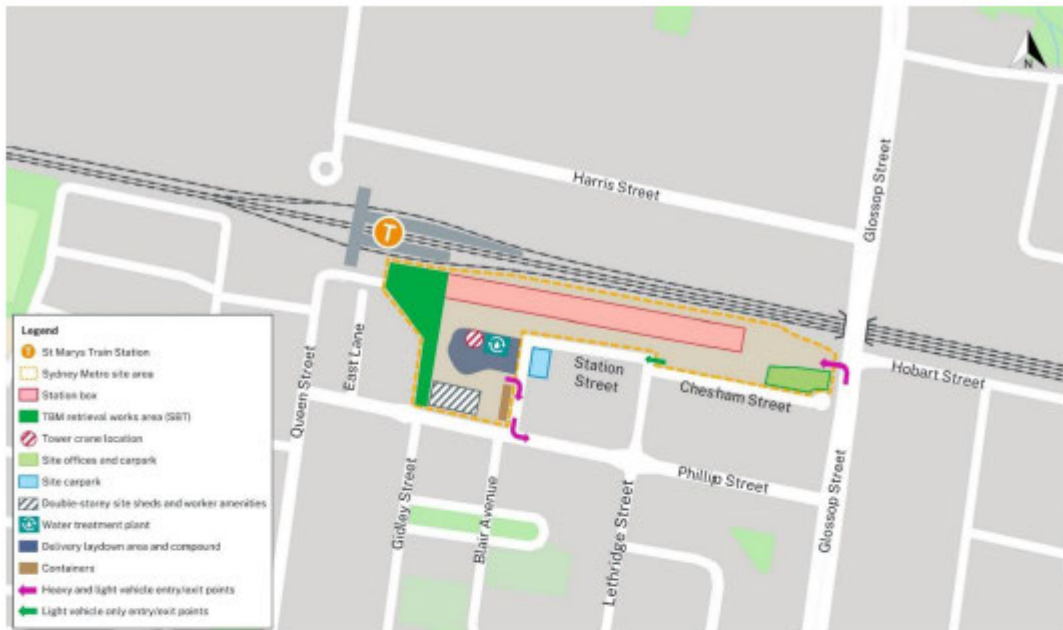 N
Harris Street
Glossop Street
T
Station
Street
Hobart Street
Chesham Street
East Lane
Queen Street
Phillip Street
Gidley Street
Blair Avenue
Lethridge Street
Glossop Street
Legend
T St Marys Train Station
Sydney Metro site area
Station box
TBM retrieval works area (SBT)
Tower crane location
Site offices and carpark
Site carpark
Double-storey site sheds and worker amenities
Water treatment plant
Delivery laydown area and compound
Containers
Heavy and light vehicle entry/exit points
Light vehicle only entry/exit points